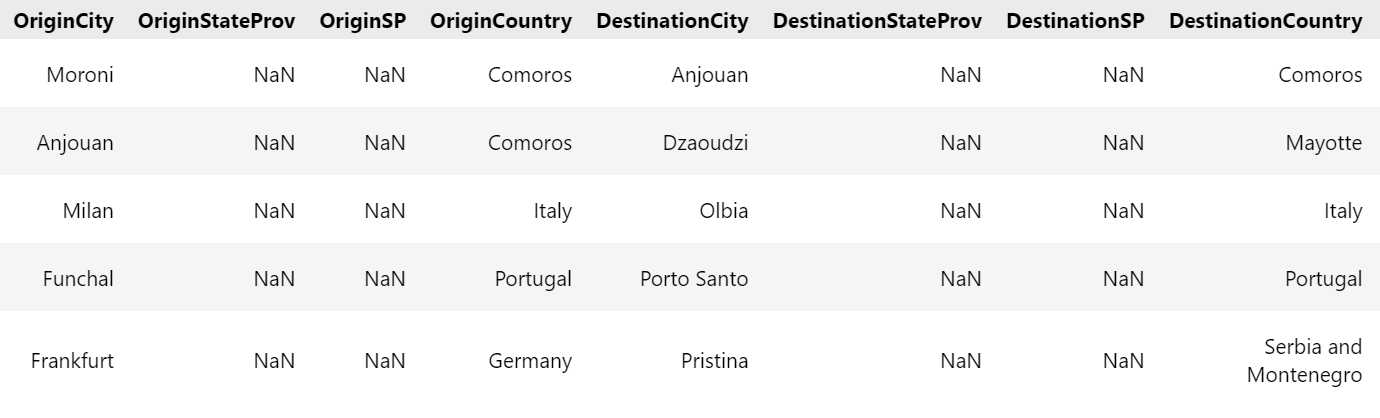 OriginCity OriginStateProv OriginSP OriginCountry DestinationCity DestinationStateProv DestinationSP DestinationCountry
Moroni NaN NaN Comoros Anjouan NaN NaN Comoros
Anjouan NaN NaN Comoros Dzaoudzi NaN NaN Mayotte
Milan NaN NaN Italy Olbia NaN NaN Italy
Funchal NaN NaN Portugal Porto Santo NaN NaN Portugal
Frankfurt NaN NaN Germany Pristina NaN NaN Serbia and
Montenegro